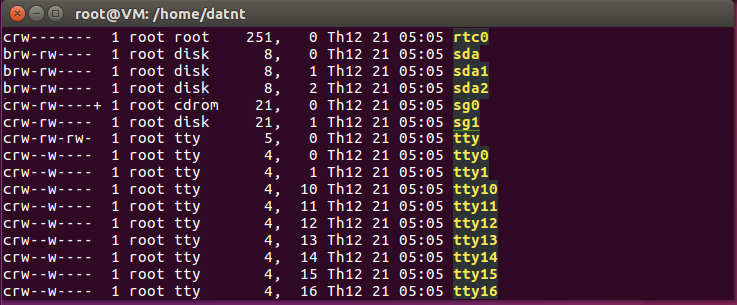 root@VM: /home/datnt
crw------- 1 root root 251, 0 Th12 21 05:05 rtc0
brw-rw---- 1 root disk 8, 0 Th12 21 05:05 sda
brw-rw---- 1 root disk 8, 1 Th12 21 05:05 sda1
brw-rw---- 1 root disk 8, 2 Th12 21 05:05 sda2
crw-rw----+ 1 root cdrom 21, 0 Th12 21 05:05 sg0
crw-rw---- 1 root disk 21, 1 Th12 21 05:05 sg1
crw-rw-rw- 1 root tty 5, 0 Th12 21 05:05 tty
crw--w---- 1 root tty 4, 0 Th12 21 05:05 tty0
crw--w---- 1 root tty 4, 1 Th12 21 05:05 tty1
crw--w---- 1 root tty 4, 10 Th12 21 05:05 tty10
crw--w---- 1 root tty 4, 11 Th12 21 05:05 tty11
crw--w---- 1 root tty 4, 12 Th12 21 05:05 tty12
crw--w---- 1 root tty 4, 13 Th12 21 05:05 tty13
crw--w---- 1 root tty 4, 14 Th12 21 05:05 tty14
crw--w---- 1 root tty 4, 15 Th12 21 05:05 tty15
crw--w---- 1 root tty 4, 16 Th12 21 05:05 tty16